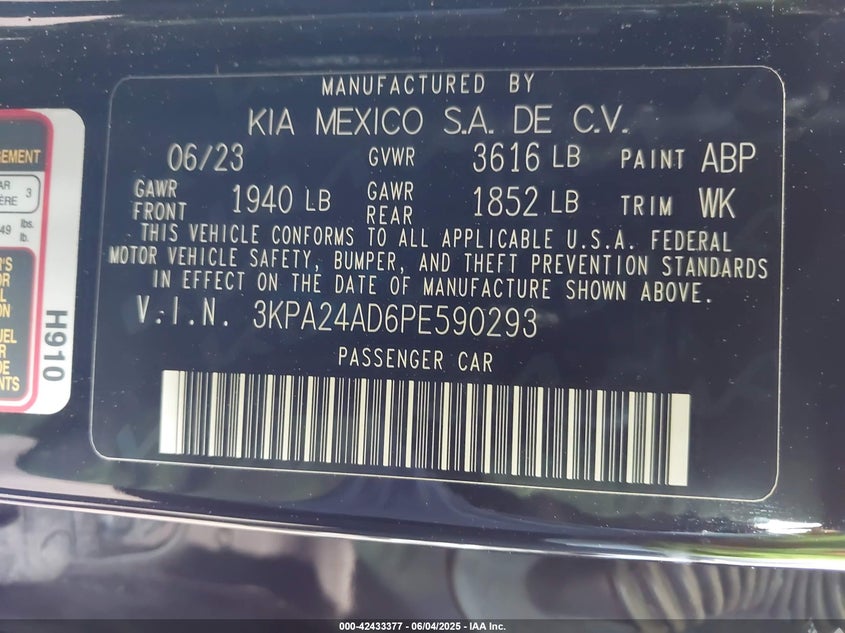 MANUFACTURED BY
KIA MEXICO S.A. DE C.V.
06/23 GVWR 3616 LB PAINT ABP
GAWR FRONT 1940 LB GAWR REAR 1852 LB TRIM WK
THIS VEHICLE CONFORMS TO ALL APPLICABLE U.S.A. FEDERAL
MOTOR VEHICLE SAFETY, BUMPER, AND THEFT PREVENTION STANDARDS
IN EFFECT ON THE DATE OF MANUFACTURE SHOWN ABOVE.
V.I.N. 3KPA24AD6PE590293
PASSENGER CAR
H910
3
lbs.
lb.
000-42433377 - 06/04/2025 - IAA Inc.